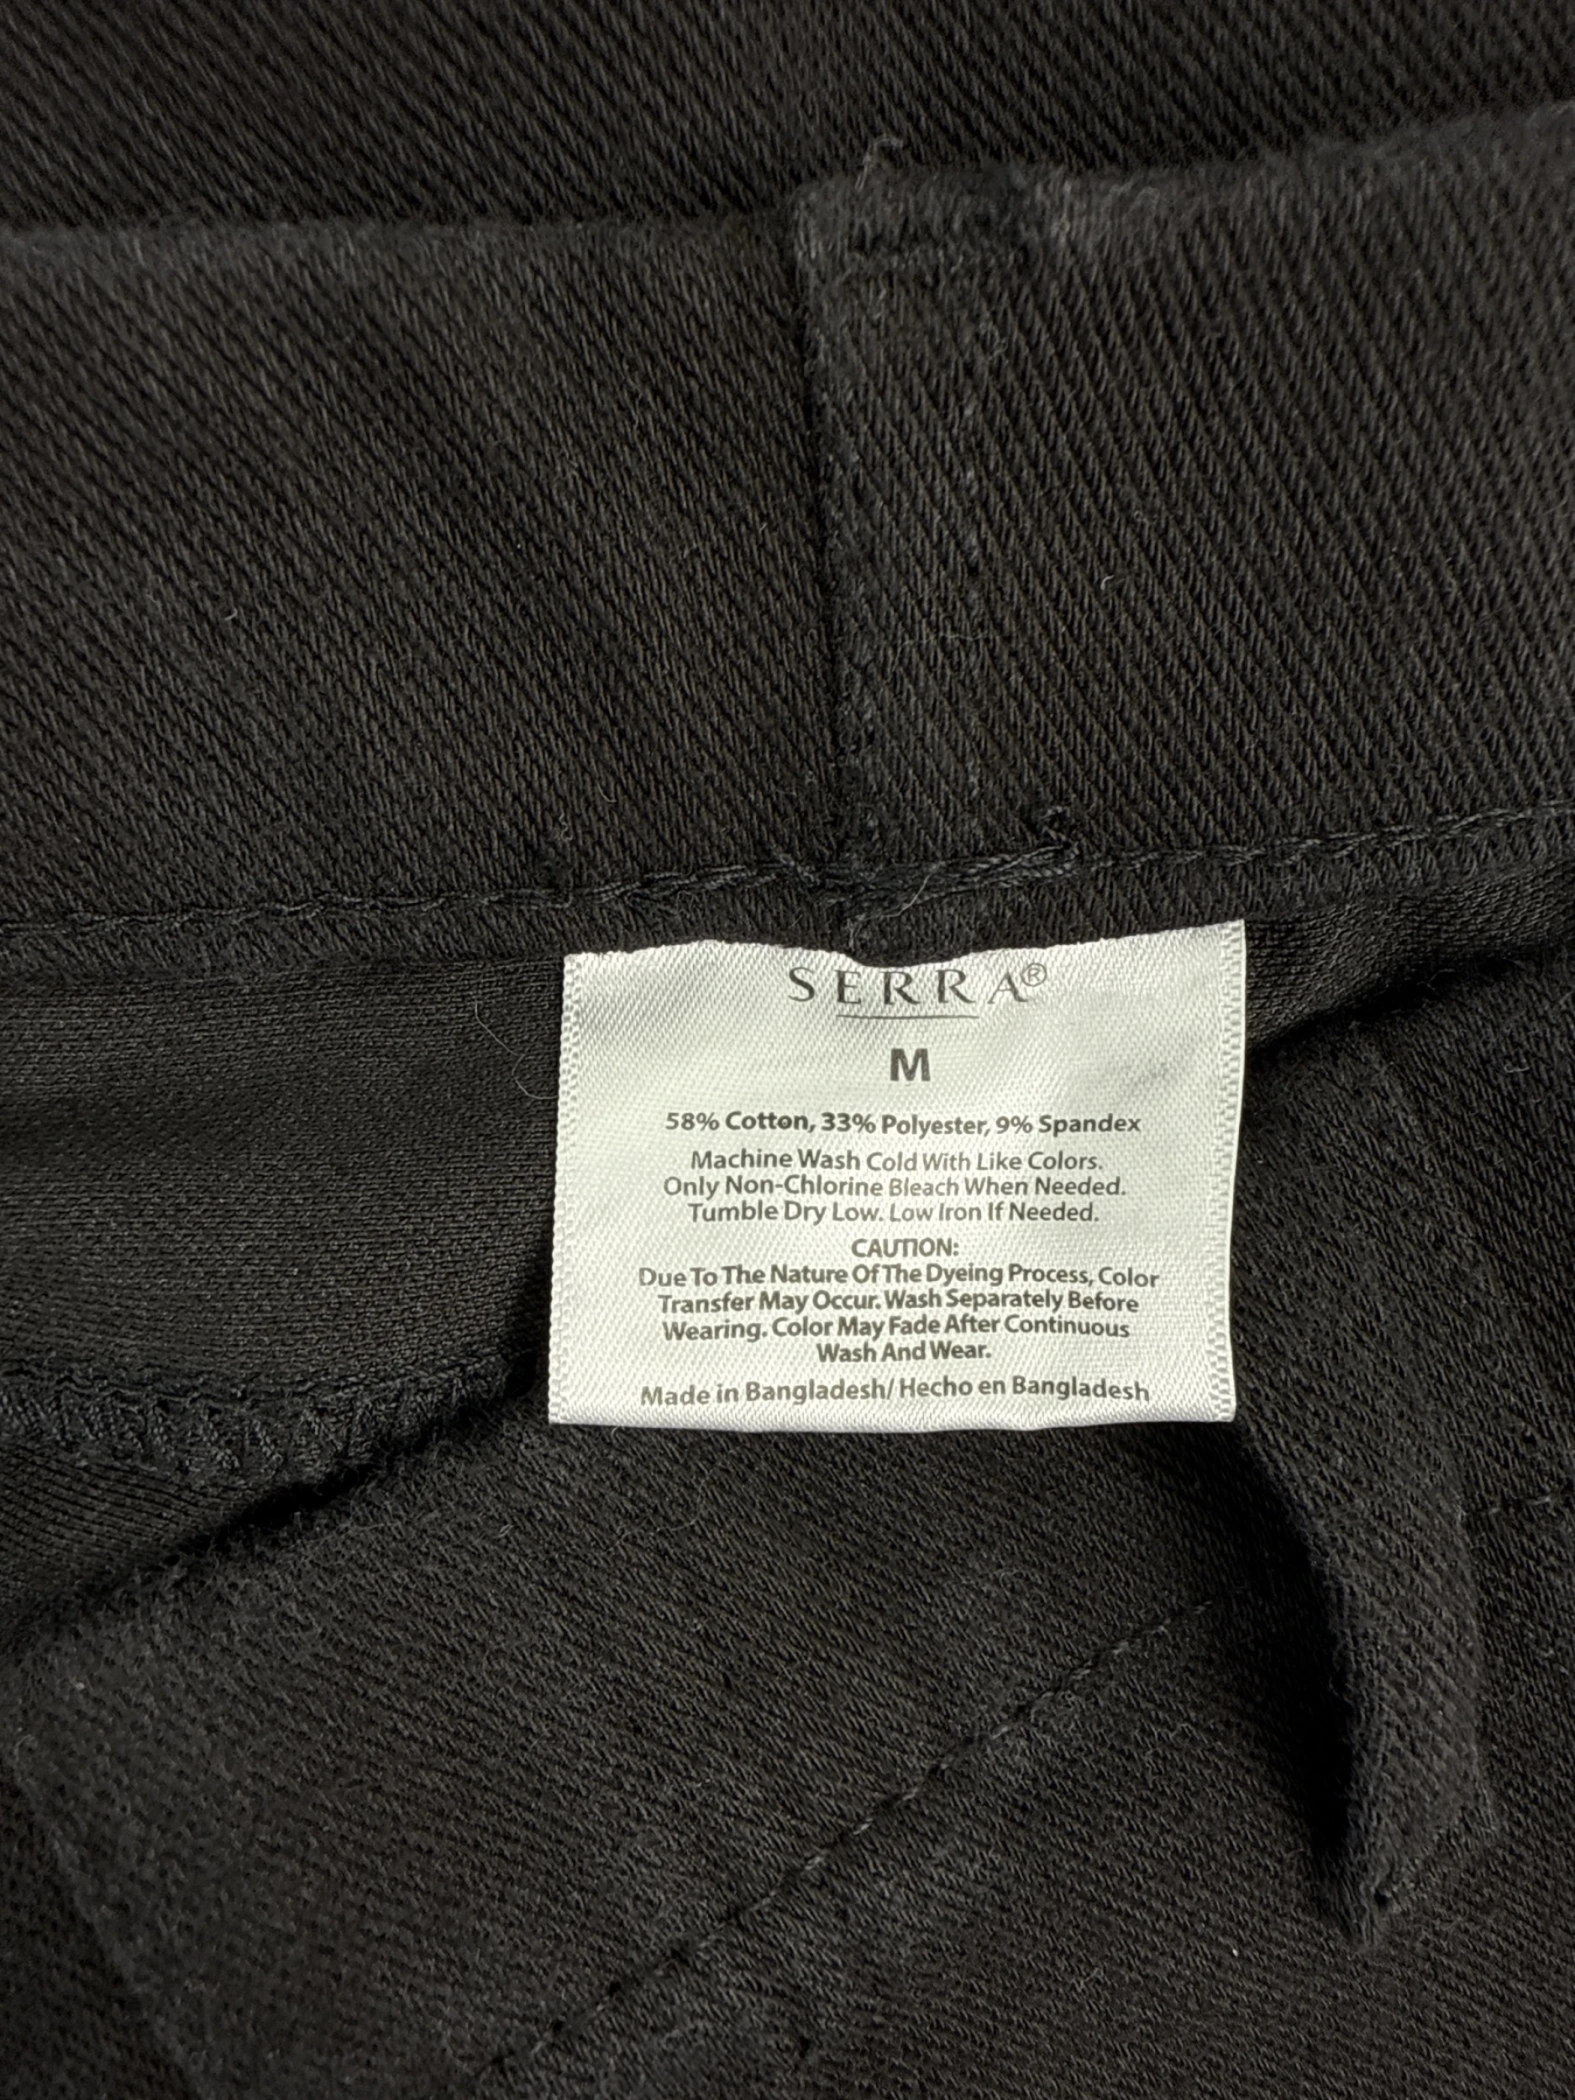 SERRA®
M
58% Cotton, 33% Polyester, 9% Spandex
Machine Wash Cold With Like Colors.
Only Non-Chlorine Bleach When Needed.
Tumble Dry Low. Low Iron If Needed.
CAUTION:
Due To The Nature Of The Dyeing Process, Color
Transfer May Occur. Wash Separately Before
Wearing. Color May Fade After Continuous
Wash And Wear.
Made in Bangladesh/ Hecho en Bangladesh